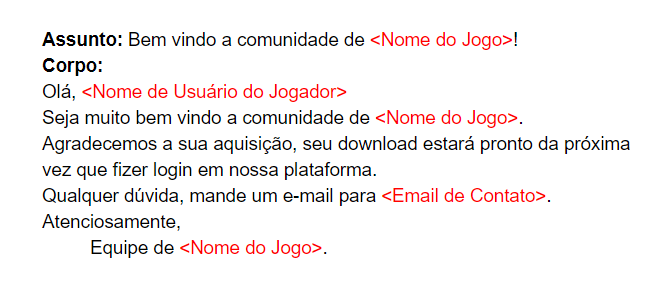 Assunto: Bem vindo a comunidade de <Nome do Jogo>!
Corpo:
Olá, <Nome de Usuário do Jogador>
Seja muito bem vindo a comunidade de <Nome do Jogo>.
Agradecemos a sua aquisição, seu download estará pronto da próxima
vez que fizer login em nossa plataforma.
Qualquer dúvida, mande um e-mail para <Email de Contato>.
Atenciosamente,
Equipe de <Nome do Jogo>.